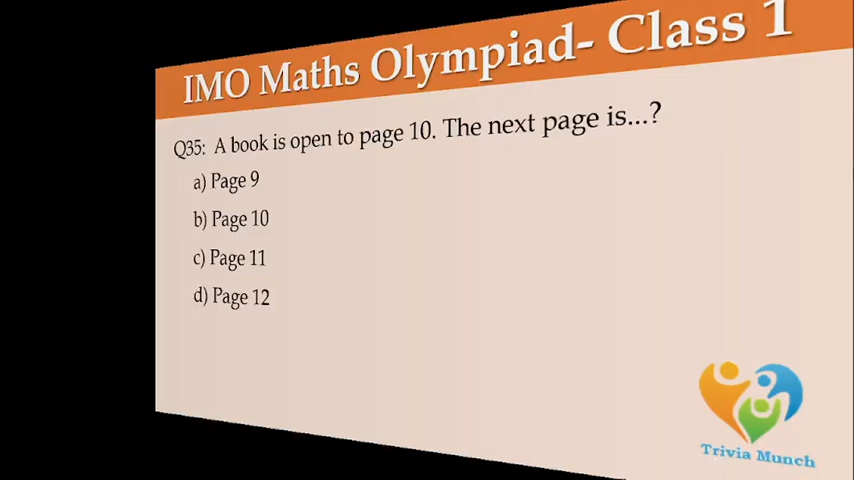 IMO Maths Olympiad- Class 1
Q35: A book is open to page 10. The next page is...?
a) Page 9
b) Page 10
c) Page 11
d) Page 12
Trivia Munch